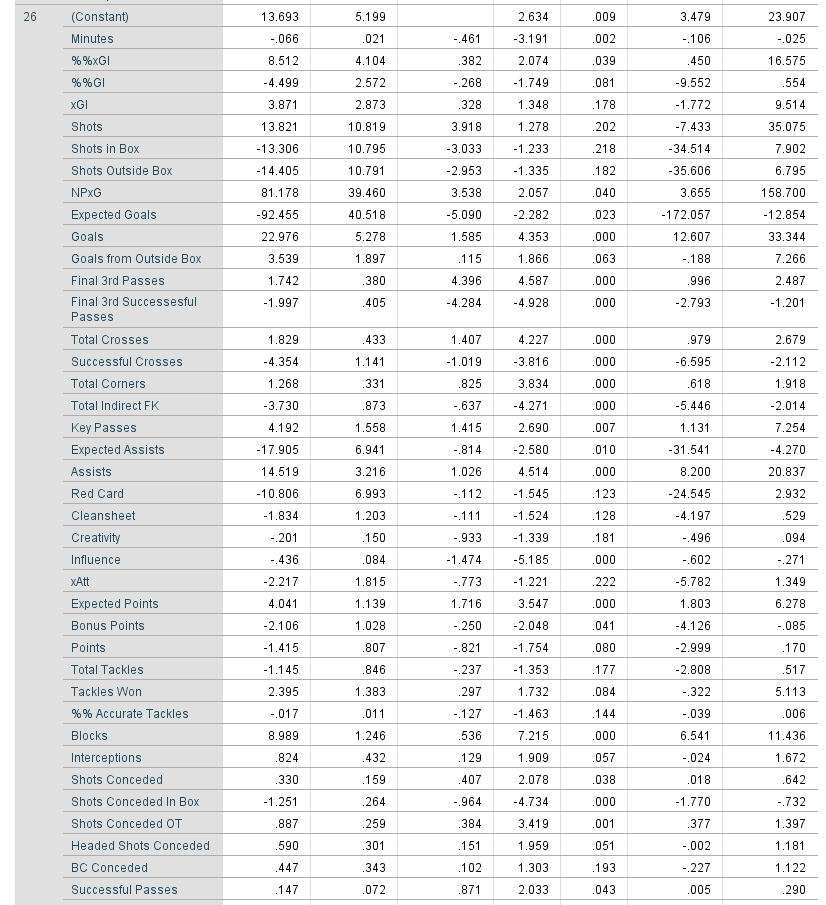 26 (Constant) 13.693 5.199 2.634 .009 3.479 23.907
Minutes -.066 .021 -.461 -3.191 .002 -.106 -.025
%%xGI 8.512 4.104 .382 2.074 .039 .450 16.575
%%GI -4.499 2.572 -.268 -1.749 .081 -9.552 .554
xGI 3.871 2.873 .328 1.348 .178 -1.772 9.514
Shots 13.821 10.819 3.918 1.278 .202 -7.433 35.075
Shots in Box -13.306 10.795 -3.033 -1.233 .218 -34.514 7.902
Shots Outside Box -14.405 10.791 -2.953 -1.335 .182 -35.606 6.795
NPxG 81.178 39.460 3.538 2.057 .040 3.655 158.700
Expected Goals -92.455 40.518 -5.090 -2.282 .023 -172.057 -12.854
Goals 22.976 5.278 1.585 4.353 .000 12.607 33.344
Goals from Outside Box 3.539 1.897 .115 1.866 .063 -.188 7.266
Final 3rd Passes 1.742 .380 4.396 4.587 .000 .996 2.487
Final 3rd Successesful -1.997 .405 -4.284 -4.928 .000 -2.793 -1.201
Passes
Total Crosses 1.829 .433 1.407 4.227 .000 .979 2.679
Successful Crosses -4.354 1.141 -1.019 -3.816 .000 -6.595 -2.112
Total Corners 1.268 .331 .825 3.834 .000 .618 1.918
Total Indirect FK -3.730 .873 -.637 -4.271 .000 -5.446 -2.014
Key Passes 4.192 1.558 1.415 2.690 .007 1.131 7.254
Expected Assists -17.905 6.941 -.814 -2.580 .010 -31.541 -4.270
Assists 14.519 3.216 1.026 4.514 .000 8.200 20.837
Red Card -10.806 6.993 -.112 -1.545 .123 -24.545 2.932
Cleansheet -1.834 1.203 -.111 -1.524 .128 -4.197 .529
Creativity -.201 .150 -.933 -1.339 .181 -.496 .094
Influence -.436 .084 -1.474 -5.185 .000 -.602 -.271
xAtt -2.217 1.815 -.773 -1.221 .222 -5.782 1.349
Expected Points 4.041 1.139 1.716 3.547 .000 1.803 6.278
Bonus Points -2.106 1.028 -.250 -2.048 .041 -4.126 -.085
Points -1.415 .807 -.821 -1.754 .080 -2.999 .170
Total Tackles -1.145 .846 -.237 -1.353 .177 -2.808 .517
Tackles Won 2.395 1.383 .297 1.732 .084 -.322 5.113
%% Accurate Tackles -.017 .011 -.127 -1.463 .144 -.039 .006
Blocks 8.989 1.246 .536 7.215 .000 6.541 11.436
Interceptions .824 .432 .129 1.909 .057 -.024 1.672
Shots Conceded .330 .159 .407 2.078 .038 .018 .642
Shots Conceded In Box -1.251 .264 -.964 -4.734 .000 -1.770 -.732
Shots Conceded OT .887 .259 .384 3.419 .001 .377 1.397
Headed Shots Conceded .590 .301 .151 1.959 .051 -.002 1.181
BC Conceded .447 .343 .102 1.303 .193 -.227 1.122
Successful Passes .147 .072 .871 2.033 .043 .005 .290